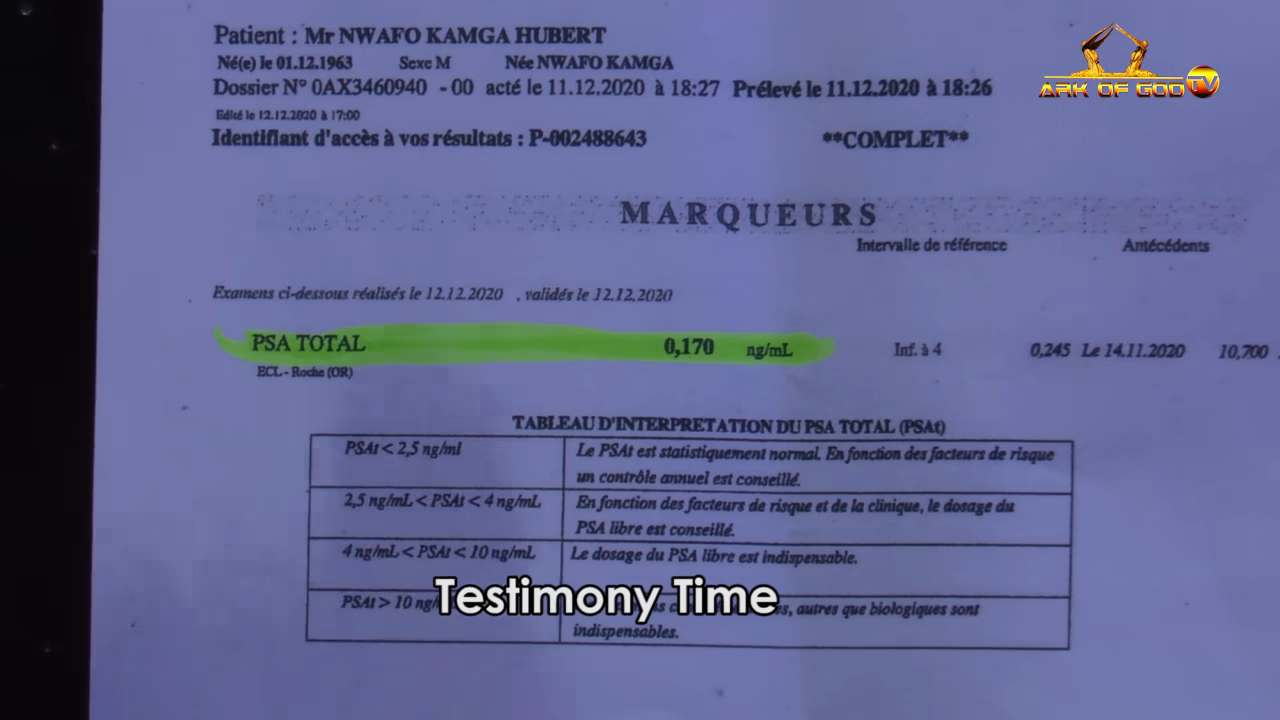 Patient : Mr NWAFO KAMGA HUBERT
Né(e) le 01.12.1963 Sexe M Née NWAFO KAMGA
Dossier N° 0AX3460940 - 00 acté le 11.12.2020 à 18:27 Prélevé le 11.12.2020 à 18:26
Edité le 12.12.2020 à 17:00
Identifiant d'accès à vos résultats : P-002488643 **COMPLET**
ARK OF GOD TV
MARQUEURS
Intervalle de référence Antécédents
Examens ci-dessous réalisés le 12.12.2020 , validés le 12.12.2020
PSA TOTAL 0,170 ng/mL Inf. à 4 0,245 Le 14.11.2020 10,700
ECL - Roche (OR)
TABLEAU D'INTERPRETATION DU PSA TOTAL (PSAt)
PSAt < 2,5 ng/ml Le PSAt est statistiquement normal. En fonction des facteurs de risque
un contrôle annuel est conseillé.
2,5 ng/mL < PSAt < 4 ng/mL En fonction des facteurs de risque et de la clinique, le dosage du
PSA libre est conseillé.
4 ng/mL < PSAt < 10 ng/mL Le dosage du PSA libre est indispensable.
PSAt > 10 autres que biologiques sont
indispensables.
Testimony Time